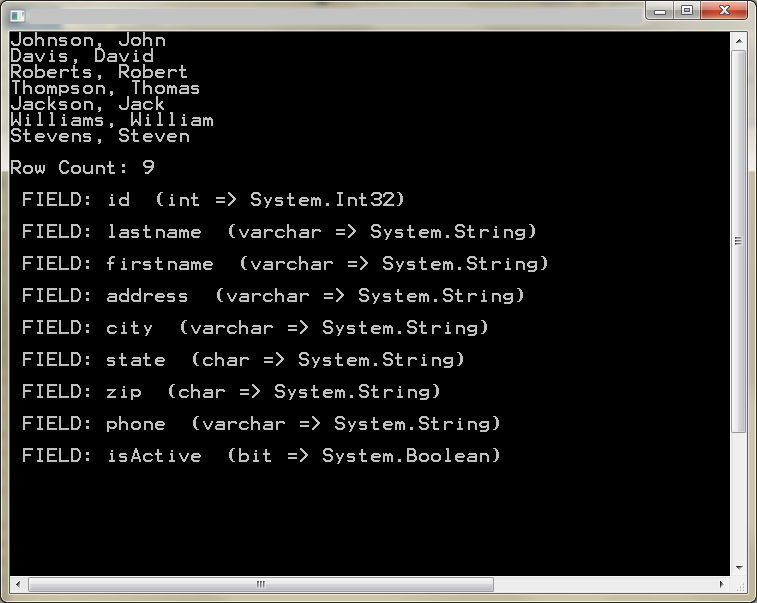 Johnson, John
Davis, David
Roberts, Robert
Thompson, Thomas
Jackson, Jack
Williams, William
Stevens, Steven
Row Count: 9
FIELD: id  (int => System.Int32)
FIELD: lastname  (varchar => System.String)
FIELD: firstname  (varchar => System.String)
FIELD: address  (varchar => System.String)
FIELD: city  (varchar => System.String)
FIELD: state  (char => System.String)
FIELD: zip  (char => System.String)
FIELD: phone  (varchar => System.String)
FIELD: isActive  (bit => System.Boolean)